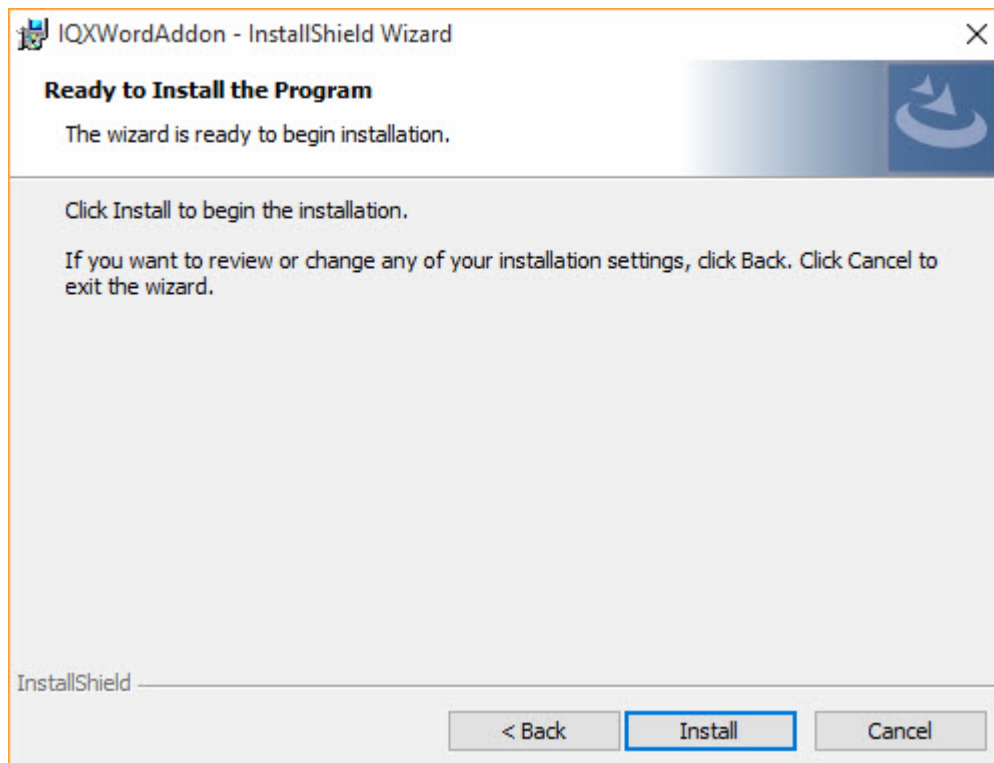 IQXWordAddon - InstallShield Wizard
Ready to Install the Program
The wizard is ready to begin installation.
Click Install to begin the installation.
If you want to review or change any of your installation settings, click Back. Click Cancel to
exit the wizard.
InstallShield
< Back
Install
Cancel